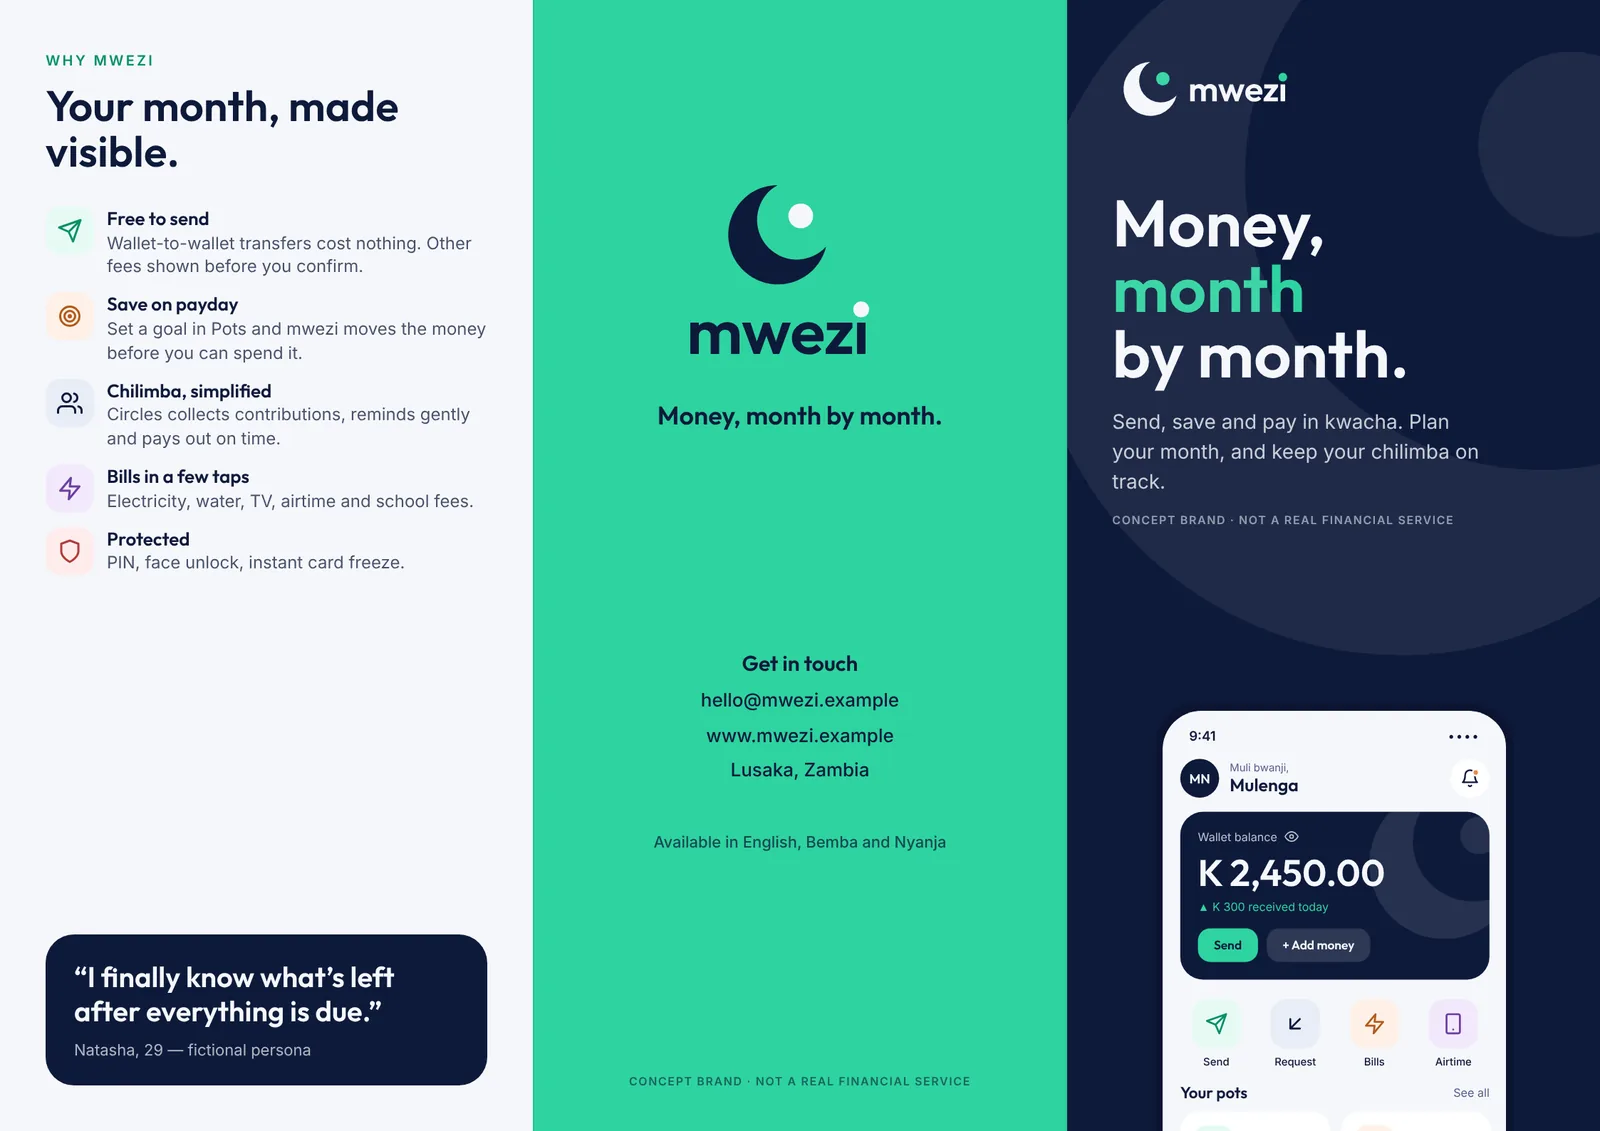 WHY MWEZI
Your month, made
visible.
Free to send
Wallet-to-wallet transfers cost nothing. Other
fees shown before you confirm.
Save on payday
Set a goal in Pots and mwezi moves the money
before you can spend it.
Chilimba, simplified
Circles collects contributions, reminds gently
and pays out on time.
Bills in a few taps
Electricity, water, TV, airtime and school fees.
Protected
PIN, face unlock, instant card freeze.
“I finally know what’s left
after everything is due.”
Natasha, 29 — fictional persona
mwezi
Money, month by month.
Get in touch
hello@mwezi.example
www.mwezi.example
Lusaka, Zambia
Available in English, Bemba and Nyanja
CONCEPT BRAND · NOT A REAL FINANCIAL SERVICE
mwezi
Money,
month
by month.
Send, save and pay in kwacha. Plan
your month, and keep your chilimba on
track.
CONCEPT BRAND · NOT A REAL FINANCIAL SERVICE
9:41
MN
Muli bwanji,
Mulenga
Wallet balance
K 2,450.00
▲ K 300 received today
Send
+ Add money
Send
Request
Bills
Airtime
Your pots
See all